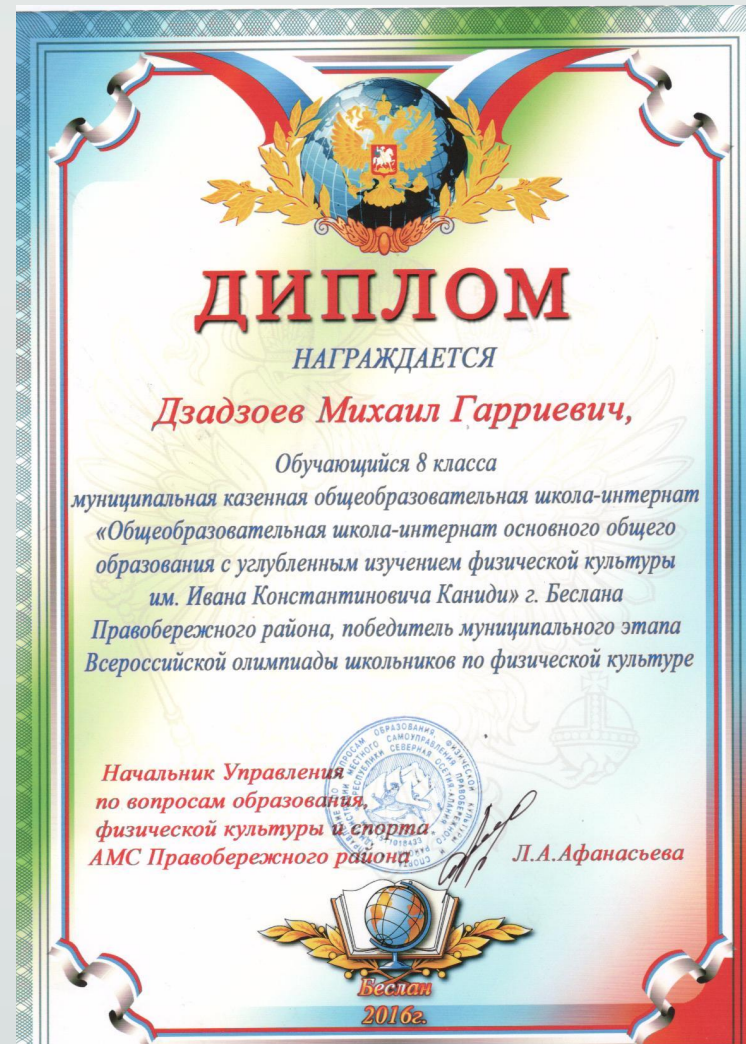 ДИПЛОМ
НАГРАЖДАЕТСЯ
Дзадзоев Михаил Гарриевич,
Обучающийся 8 класса
муниципальная казенная общеобразовательная школа-интернат
«Общеобразовательная школа-интернат основного общего
образования с углубленным изучением физической культуры
им. Ивана Константиновича Каниди» г. Беслана
Правобережного района, победитель муниципального этапа
Всероссийской олимпиады школьников по физической культуре
Начальник Управления
по вопросам образования,
физической культуры и спорта
АМС Правобережного района
Л.А.Афанасьева
Беслан
2016г.